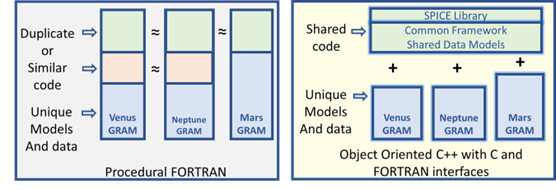 Duplicate
or
Similar
code
≈
≈
≈
Unique
Models
And data
Venus
GRAM
Neptune
GRAM
Mars
GRAM
Procedural FORTRAN
Shared
code
SPICE Library
Common Framework
Shared Data Models
+
+
+
Unique
Models
And data
Venus
GRAM
Neptune
GRAM
Mars
GRAM
Object Oriented C++ with C and
FORTRAN interfaces